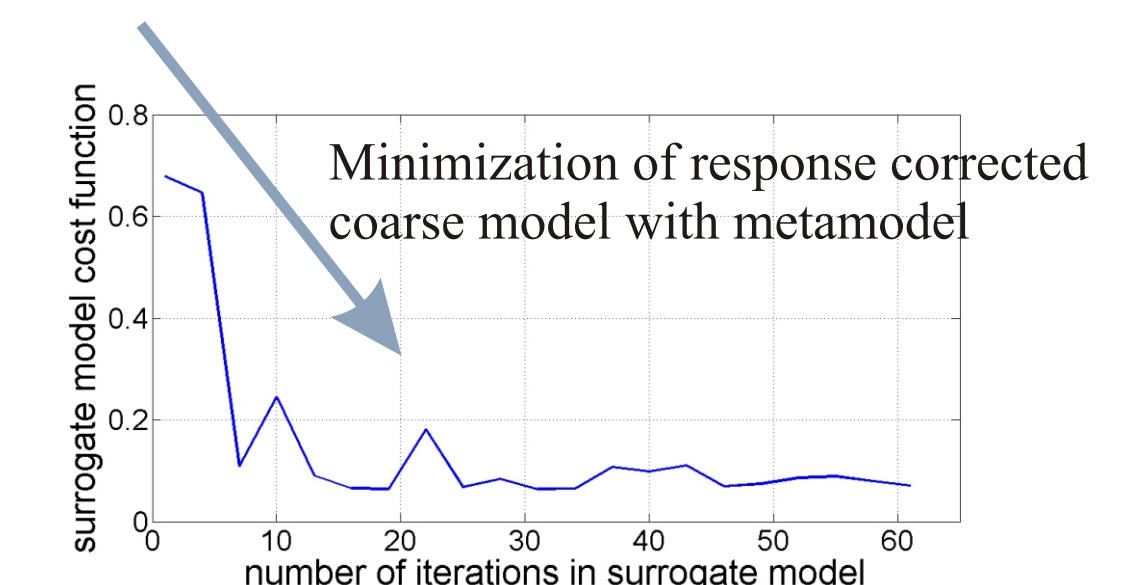 Minimization of response corrected
coarse model with metamodel
surrogate model cost function
0.8
0.6
0.4
0.2
0
0 10 20 30 40 50 60
number of iterations in surrogate model